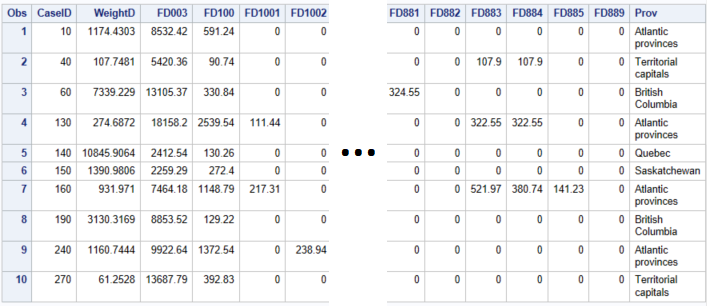 Obs CaseID WeightD FD003 FD100 FD1001 FD1002 FD881 FD882 FD883 FD884 FD885 FD889 Prov
1 10 1174.4303 8532.42 591.24 0 0 0 0 0 0 0 0 Atlantic
provinces
2 40 107.7481 5420.36 90.74 0 0 0 0 107.9 107.9 0 0 Territorial
capitals
3 60 7339.229 13105.37 330.84 0 0 324.55 0 0 0 0 0 British
Columbia
4 130 274.6872 18158.2 2539.54 111.44 0 0 0 322.55 322.55 0 0 Atlantic
provinces
5 140 10845.9064 2412.54 130.26 0 0 0 0 0 0 0 0 Quebec
6 150 1390.9806 2259.29 272.4 0 0 0 0 0 0 0 0 Saskatchewan
7 160 931.971 7464.18 1148.79 217.31 0 0 0 521.97 380.74 141.23 0 Atlantic
provinces
8 190 3130.3169 8853.52 129.22 0 0 0 0 0 0 0 0 British
Columbia
9 240 1160.7444 9922.64 1372.54 0 238.94 0 0 0 0 0 0 Atlantic
provinces
10 270 61.2528 13687.79 392.83 0 0 0 0 0 0 0 0 Territorial
capitals